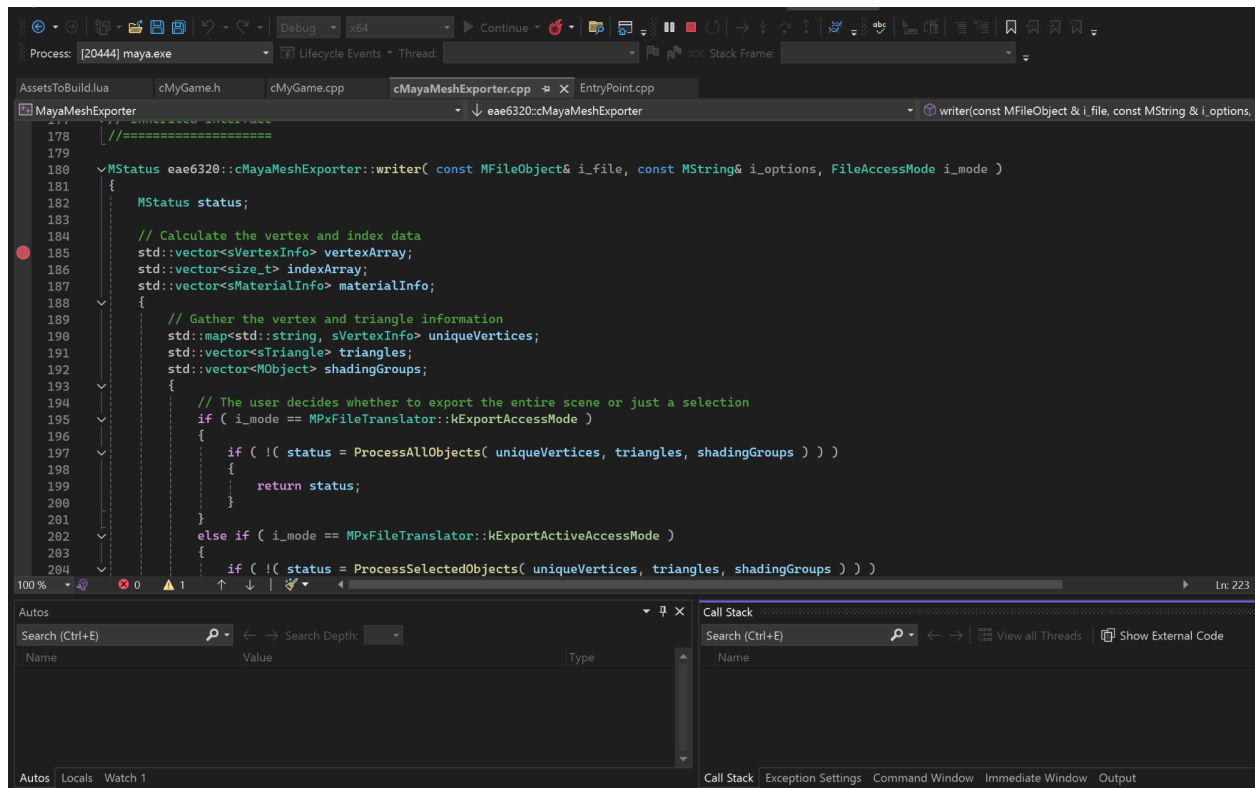 Debug x64 Continue
Process: [20444] maya.exe Lifecycle Events Thread: Stack Frame:
AssetsToBuild.lua cMyGame.h cMyGame.cpp cMayaMeshExporter.cpp EntryPoint.cpp
MayaMeshExporter eae6320::cMayaMeshExporter writer(const MFileObject & i_file, const MString & i_options,
177 // Inherited Interface
178 //====================
179
180 MStatus eae6320::cMayaMeshExporter::writer( const MFileObject& i_file, const MString& i_options, FileAccessMode i_mode )
181 {
182 MStatus status;
183
184 // Calculate the vertex and index data
185 std::vector<sVertexInfo> vertexArray;
186 std::vector<size_t> indexArray;
187 std::vector<sMaterialInfo> materialInfo;
188 {
189 // Gather the vertex and triangle information
190 std::map<std::string, sVertexInfo> uniqueVertices;
191 std::vector<sTriangle> triangles;
192 std::vector<MObject> shadingGroups;
193 {
194 // The user decides whether to export the entire scene or just a selection
195 if ( i_mode == MPxFileTranslator::kExportAccessMode )
196 {
197 if ( !( status = ProcessAllObjects( uniqueVertices, triangles, shadingGroups ) ) )
198 {
199 return status;
200 }
201 }
202 else if ( i_mode == MPxFileTranslator::kExportActiveAccessMode )
203 {
204 if ( !( status = ProcessSelectedObjects( uniqueVertices, triangles, shadingGroups ) ) )
100 % 0 1 Ln: 223
Autos
Search (Ctrl+E) Search Depth:
Name Value Type
Autos Locals Watch 1
Call Stack
Search (Ctrl+E) View all Threads Show External Code
Name
Call Stack Exception Settings Command Window Immediate Window Output